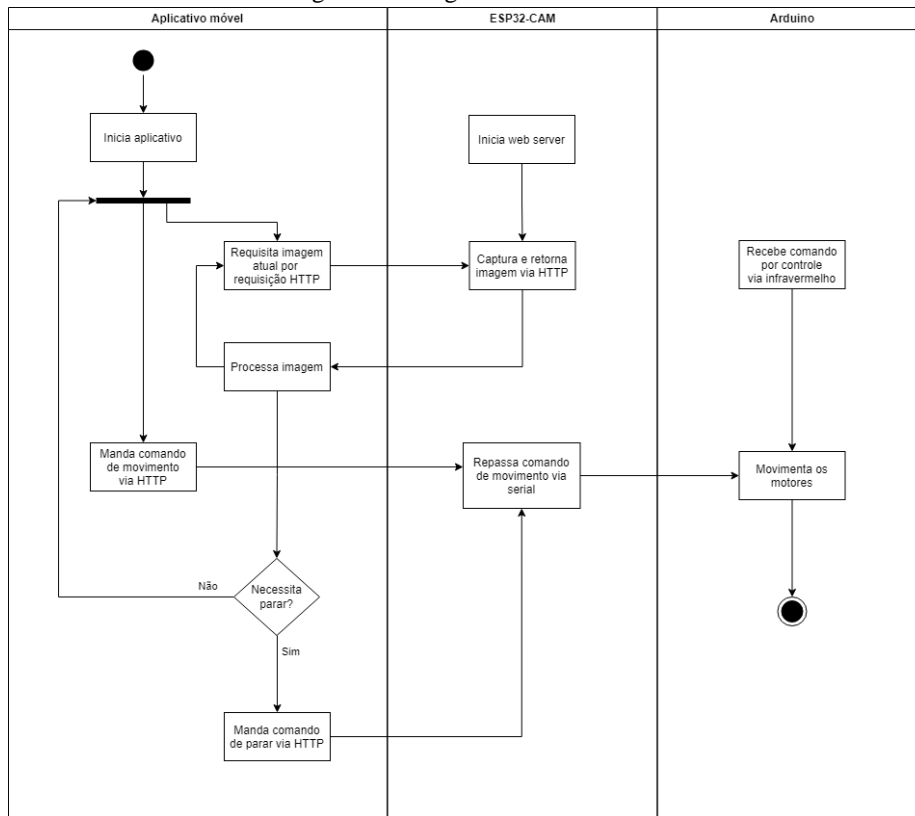 Aplicativo móvel
ESP32-CAM
Arduino
Inicia aplicativo
Inicia web server
Requisita imagem
atual por
requisição HTTP
Captura e retorna
imagem via HTTP
Recebe comando
por controle
via infravermelho
Processa imagem
Manda comando
de movimento
via HTTP
Repassa comando
de movimento via
serial
Movimenta os
motores
Não
Necessita
parar?
Sim
Manda comando
de parar via HTTP